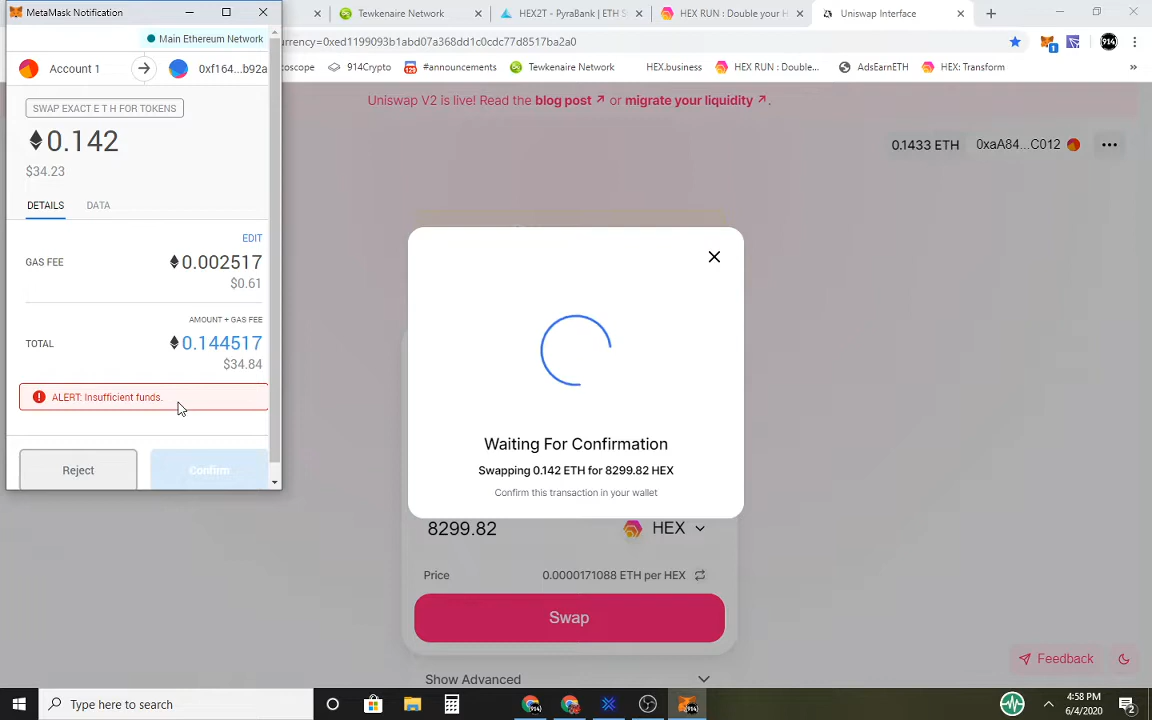 MetaMask Notification
Main Ethereum Network
Account 1
0xf164...b92a
SWAP EXACT E T H FOR TOKENS
0.142
$34.23
DETAILS
DATA
EDIT
GAS FEE
0.002517
$0.61
AMOUNT + GAS FEE
TOTAL
0.144517
$34.84
ALERT: Insufficient funds.
Reject
Confirm
Tewkenaire Network
HEX2T - PyraBank | ETH S
HEX RUN : Double your H
Uniswap Interface
urrency=0xed1199093b1abd07a368dd1c0cdc77d8517ba2a0
1
914
oscope
914Crypto
#announcements
Tewkenaire Network
HEX.business
HEX RUN : Double...
AdsEarnETH
HEX: Transform
»
Uniswap V2 is live! Read the blog post ↗ or migrate your liquidity ↗.
0.1433 ETH
0xaA84...C012
Waiting For Confirmation
Swapping 0.142 ETH for 8299.82 HEX
Confirm this transaction in your wallet
8299.82
HEX
Price
0.0000171088 ETH per HEX
Swap
Show Advanced
Feedback
Type here to search
4:58 PM
6/4/2020
2